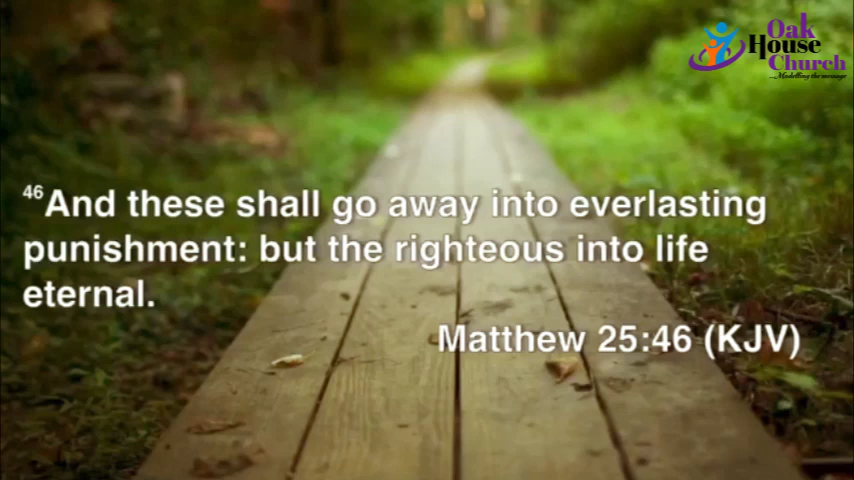 Oak
House
Church
...Modelling the message
46And these shall go away into everlasting
punishment: but the righteous into life
eternal.
Matthew 25:46 (KJV)